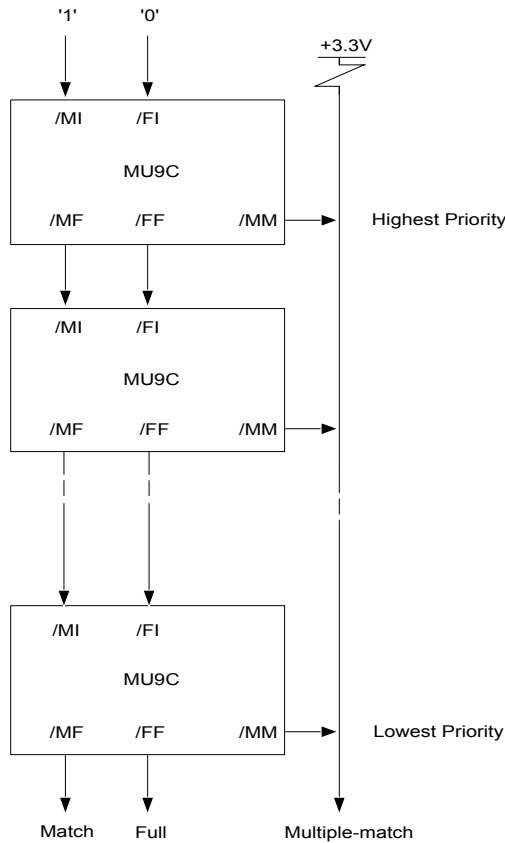 '1' '0'
+3.3V
/MI /FI
MU9C
/MF /FF /MM Highest Priority
/MI /FI
MU9C
/MF /FF /MM
/MI /FI
MU9C
/MF /FF /MM Lowest Priority
Match Full Multiple-match